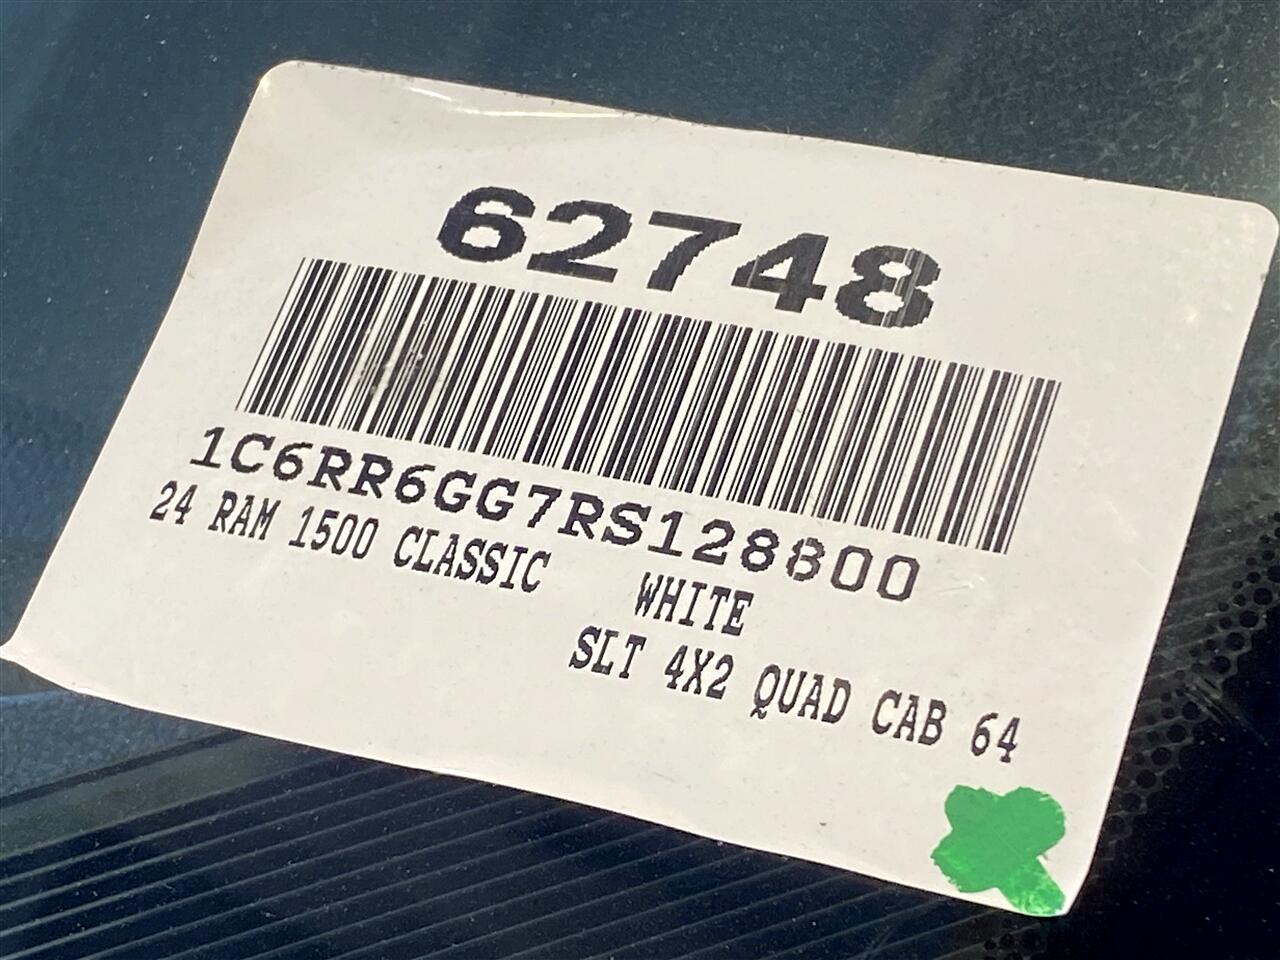 62748
1C6RR6GG7RS128800
24 RAM 1500 CLASSIC WHITE
SLT 4X2 QUAD CAB 64